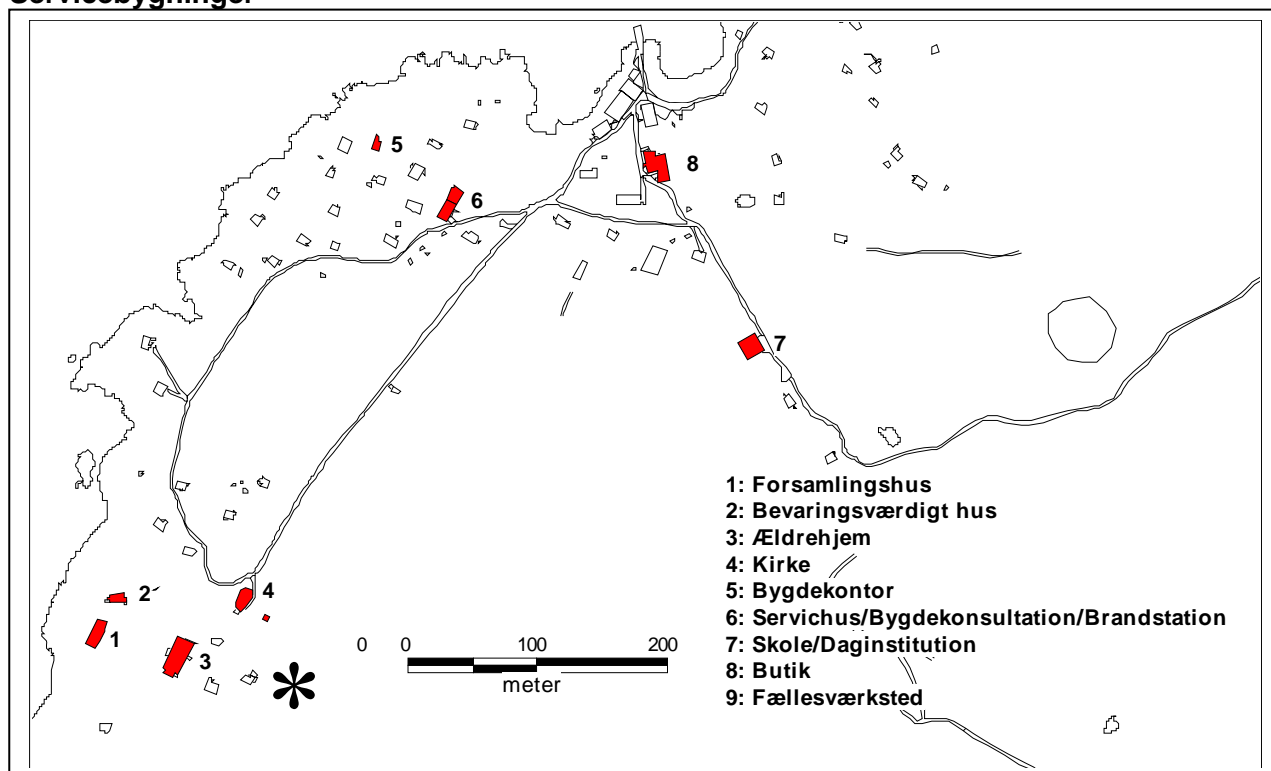 Servicebygninger
5
8
6
7
1: Forsamlingshus
2: Bevaringsværdigt hus
3: Ældrehjem
4: Kirke
5: Bygdekontor
6: Servichus/Bygdekonsultation/Brandstation
7: Skole/Daginstitution
8: Butik
9: Fællesværksted
2
4
1
3
0 0 100 200
meter